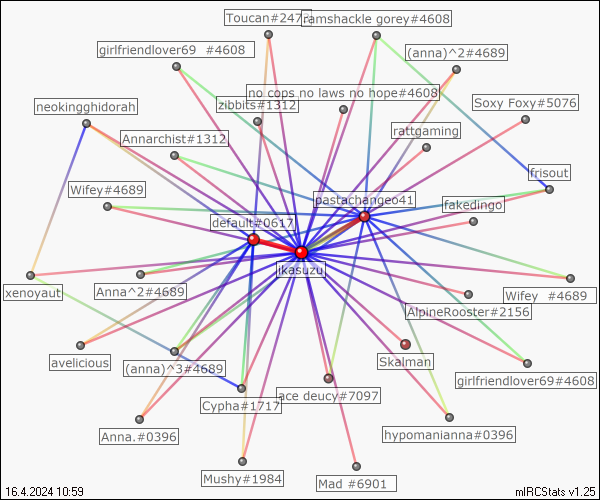 Toucan#247
ramshackle gorey#4608
girlfriendlover69 #4608
(anna)^2#4689
no cops no laws no hope#4608
neokingghidorah
zibbits#1312
Soxy Foxy#5076
Annarchist#1312
rattgaming
frisout
Wifey#4689
pastachangeo41
fakedingo
default#0617
ikasuzu
xenoyaut
Anna^2#4689
Wifey #4689
AlpineRooster#2156
avelicious
(anna)^3#4689
Skalman
girlfriendlover69#4608
Cypha#1717
ace deucy#7097
Anna.#0396
hypomanianna#0396
Mushy#1984
Mad #6901
16.4.2024 10:59
mIRCStats v1.25